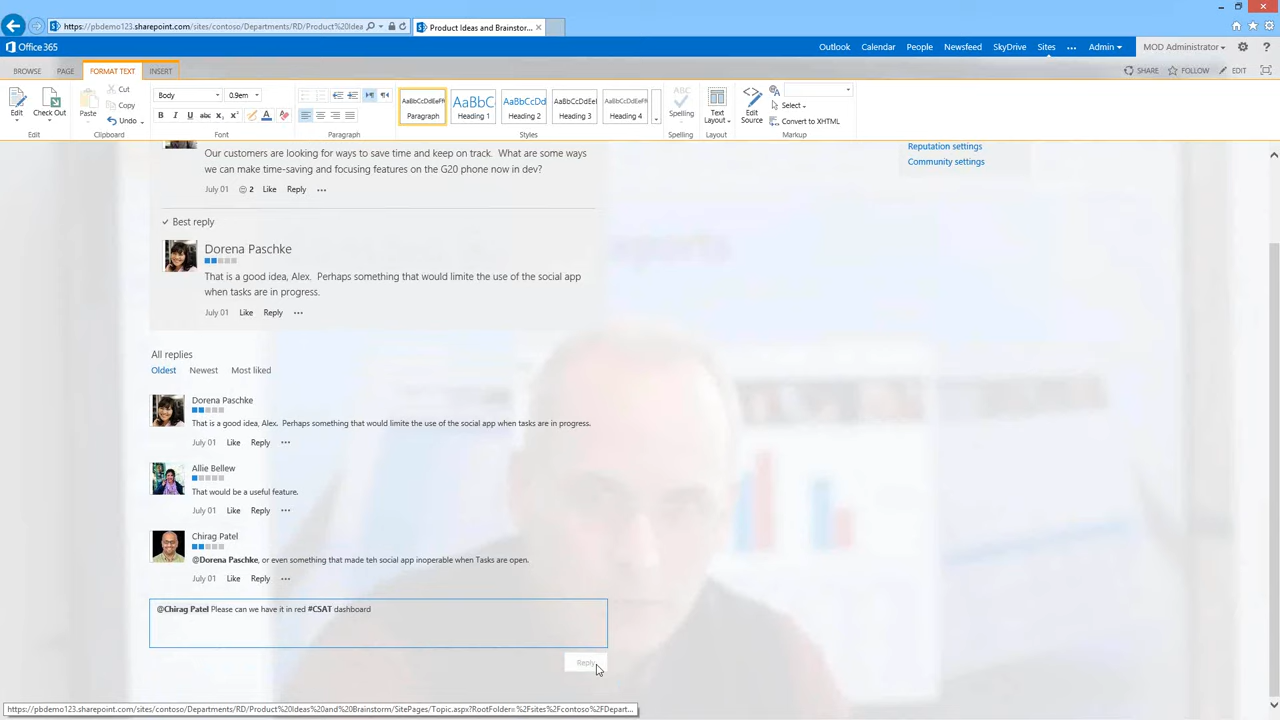 https://pbdemo123.sharepoint.com/sites/contoso/Departments/RD/Product%20Idea
Product Ideas and Brainstor...
Office 365
Outlook Calendar People Newsfeed SkyDrive Sites ... Admin
MOD Administrator
BROWSE PAGE FORMAT TEXT INSERT
SHARE FOLLOW EDIT
Edit
Check Out
Edit
Paste
Cut
Copy
Undo
Clipboard
Body
0.9em
B I U abc x₂ x²
Font
Paragraph
Paragraph
AaBbC
Heading 1
AaBbCcDd
Heading 2
Heading 3
Heading 4
Styles
ABC
Spelling
Spelling
Text Layout
Layout
Edit Source
Select
Convert to XHTML
Markup
Our customers are looking for ways to save time and keep on track. What are some ways
we can make time-saving and focusing features on the G20 phone now in dev?
July 01 2 Like Reply ...
Best reply
Dorena Paschke
That is a good idea, Alex. Perhaps something that would limite the use of the social app
when tasks are in progress.
July 01 Like Reply ...
All replies
Oldest Newest Most liked
Dorena Paschke
That is a good idea, Alex. Perhaps something that would limite the use of the social app when tasks are in progress.
July 01 Like Reply ...
Allie Bellew
That would be a useful feature.
July 01 Like Reply ...
Chirag Patel
@Dorena Paschke, or even something that made teh social app inoperable when Tasks are open.
July 01 Like Reply ...
@Chirag Patel Please can we have it in red #CSAT dashboard
Reply
Reputation settings
Community settings
https://pbdemo123.sharepoint.com/sites/contoso/Departments/RD/Product%20Ideas%20and%20Brainstorm/SitePages/Topic.aspx?RootFolder=%2Fsites%2Fcontoso%2FDepart...